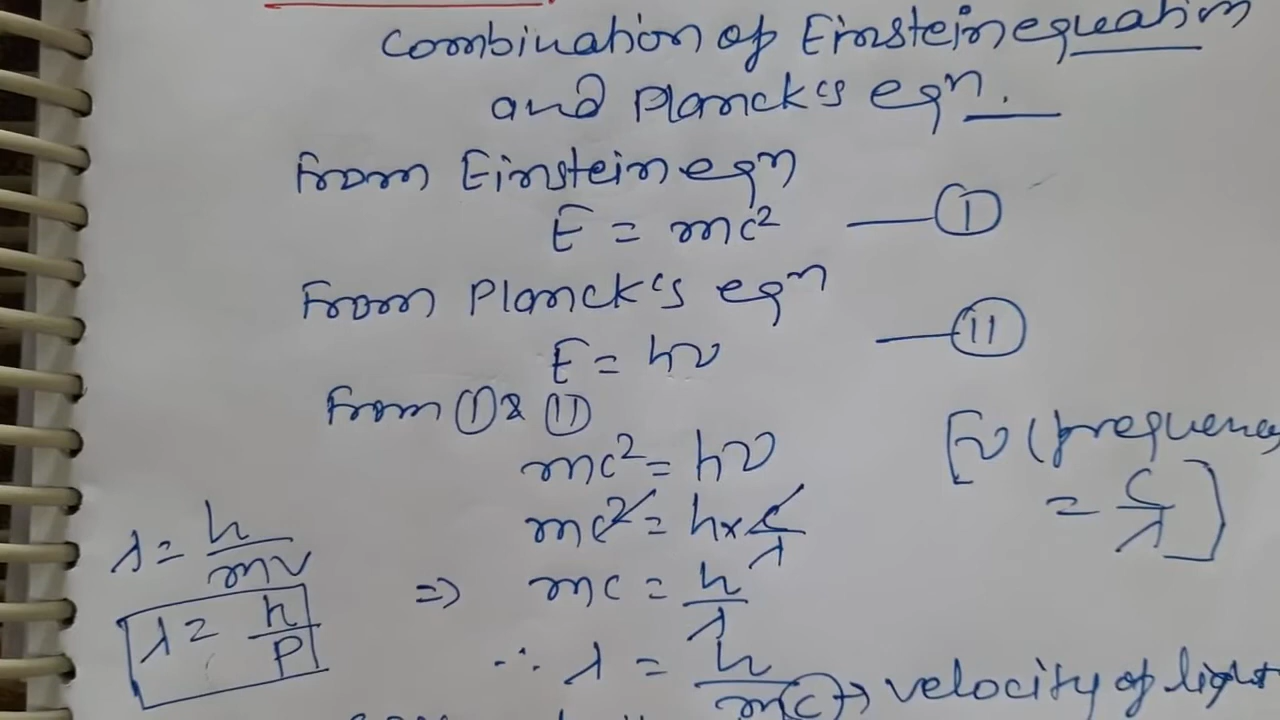 Combination of Einstein equation
and Planck's eqn.
From Einstein eqn
E = mc² — I
From Planck's eqn
E = hν — II
From I & II
mc² = hν
[ν (frequency
= c/λ]
mc² = h x c/λ
λ = h/mv
⇒ mc = h/λ
λ = h/P
∴ λ = h/mc → velocity of light